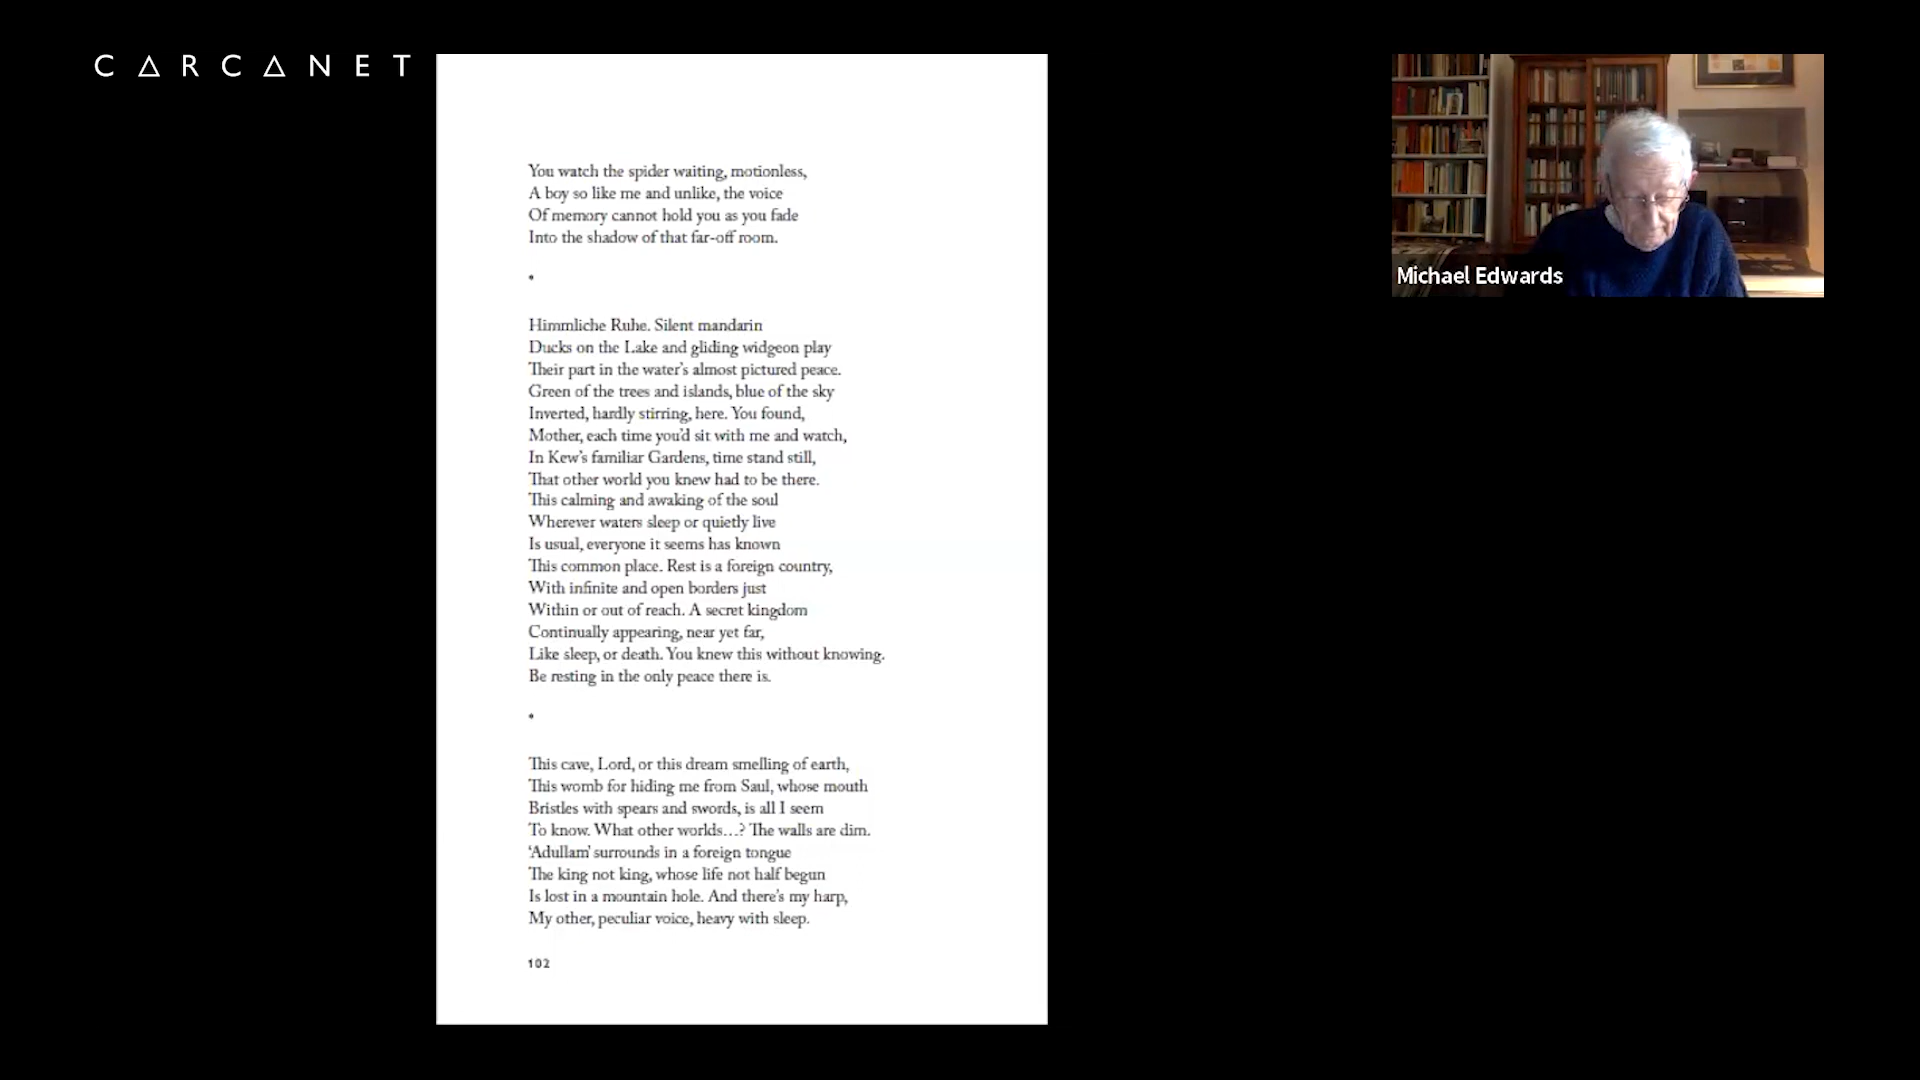 CARCANET
You watch the spider waiting, motionless,
A boy so like me and unlike, the voice
Of memory cannot hold you as you fade
Into the shadow of that far-off room.
•
Himmliche Ruhe. Silent mandarin
Ducks on the Lake and gliding widgeon play
Their part in the water's almost pictured peace.
Green of the trees and islands, blue of the sky
Inverted, hardly stirring, here. You found,
Mother, each time you'd sit with me and watch,
In Kew's familiar Gardens, time stand still,
That other world you knew had to be there.
This calming and awaking of the soul
Wherever waters sleep or quietly live
Is usual, everyone it seems has known
This common place. Rest is a foreign country,
With infinite and open borders just
Within or out of reach. A secret kingdom
Continually appearing, near yet far,
Like sleep, or death. You knew this without knowing.
Be resting in the only peace there is.
•
This cave, Lord, or this dream smelling of earth,
This womb for hiding me from Saul, whose mouth
Bristles with spears and swords, is all I seem
To know. What other worlds…? The walls are dim.
'Adullam' surrounds in a foreign tongue
The king not king, whose life not half begun
Is lost in a mountain hole. And there's my harp,
My other, peculiar voice, heavy with sleep.
102
Michael Edwards